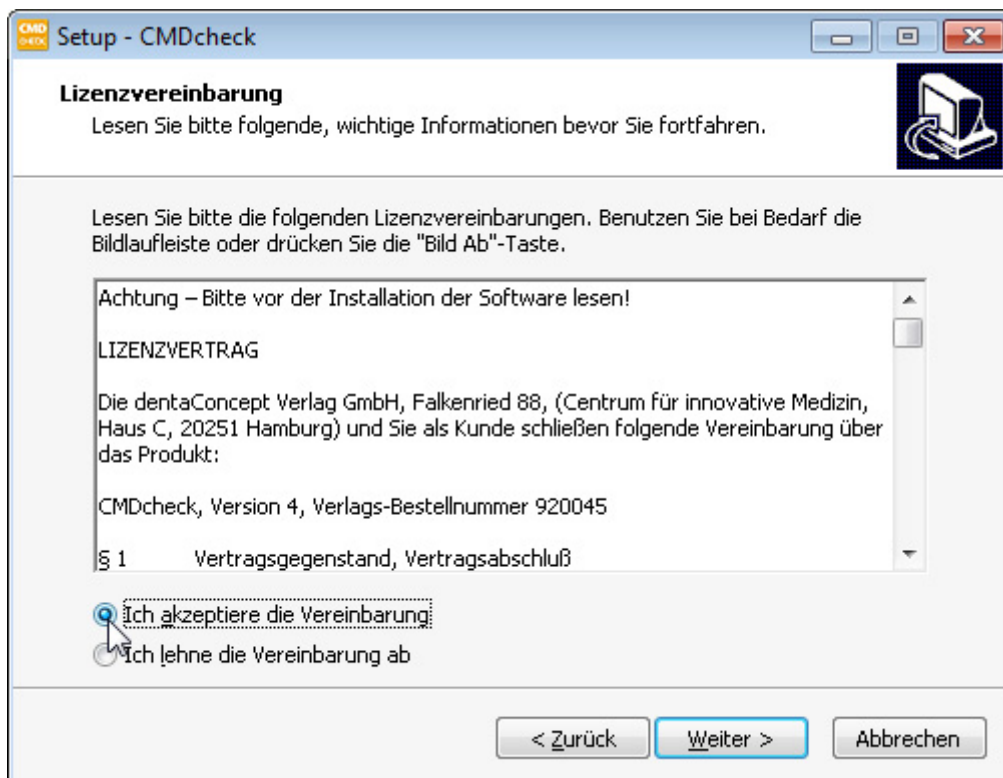 CMD
CHECK
Setup - CMDcheck
Lizenzvereinbarung
Lesen Sie bitte folgende, wichtige Informationen bevor Sie fortfahren.
Lesen Sie bitte die folgenden Lizenzvereinbarungen. Benutzen Sie bei Bedarf die
Bildlaufleiste oder drücken Sie die "Bild Ab"-Taste.
Achtung – Bitte vor der Installation der Software lesen!
LIZENZVERTRAG
Die dentaConcept Verlag GmbH, Falkenried 88, (Centrum für innovative Medizin,
Haus C, 20251 Hamburg) und Sie als Kunde schließen folgende Vereinbarung über
das Produkt:
CMDcheck, Version 4, Verlags-Bestellnummer 920045
§ 1 Vertragsgegenstand, Vertragsabschluß
Ich akzeptiere die Vereinbarung
Ich lehne die Vereinbarung ab
< Zurück
Weiter >
Abbrechen